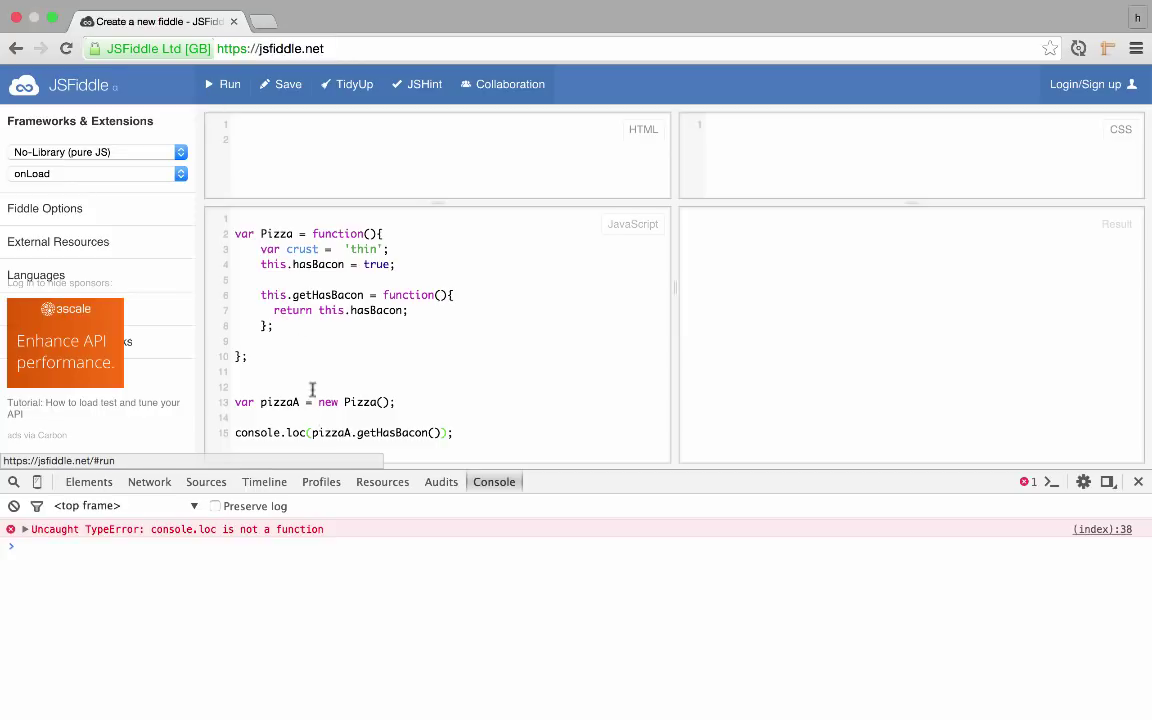 Create a new fiddle - JSFidd
h
JSFiddle Ltd [GB] https://jsfiddle.net
JSFiddle Run Save TidyUp JSHint Collaboration Login/Sign up
Frameworks & Extensions
No-Library (pure JS)
onLoad
Fiddle Options
External Resources
Languages
Log in to hide sponsors:
3scale
Enhance API
performance.
ks
Tutorial: How to load test and tune your
API
ads via Carbon
https://jsfiddle.net/#run
1
2
HTML
1
CSS
1
2 var Pizza = function(){
3 var crust = 'thin';
4 this.hasBacon = true;
5
6 this.getHasBacon = function(){
7 return this.hasBacon;
8 };
9
10 };
11
12
13 var pizzaA = new Pizza();
14
15 console.loc(pizzaA.getHasBacon());
JavaScript
Result
Elements Network Sources Timeline Profiles Resources Audits Console 1
<top frame> Preserve log
Uncaught TypeError: console.loc is not a function (index):38